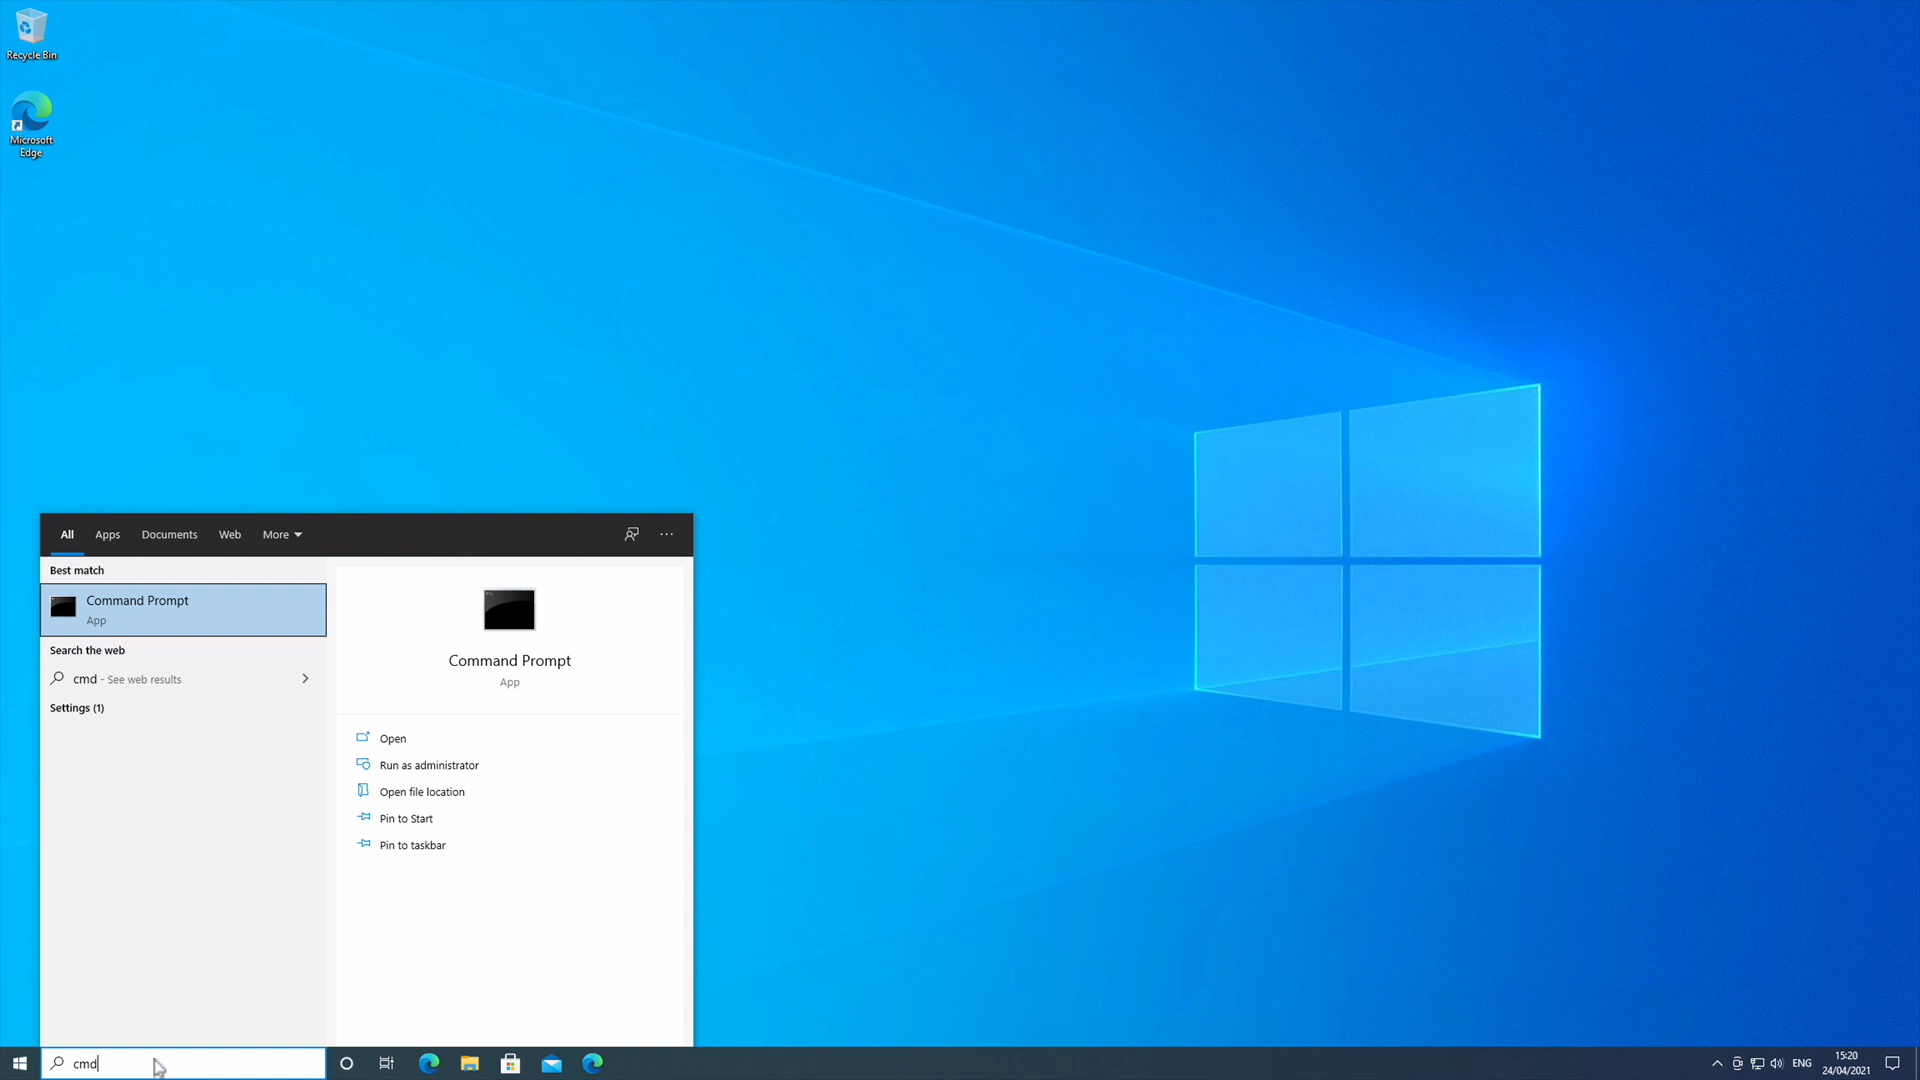 Recycle Bin
Microsoft
Edge
All
Apps
Documents
Web
More
Best match
Command Prompt
App
Search the web
cmd - See web results
Settings (1)
Command Prompt
App
Open
Run as administrator
Open file location
Pin to Start
Pin to taskbar
cmd
ENG
15:20
24/04/2021